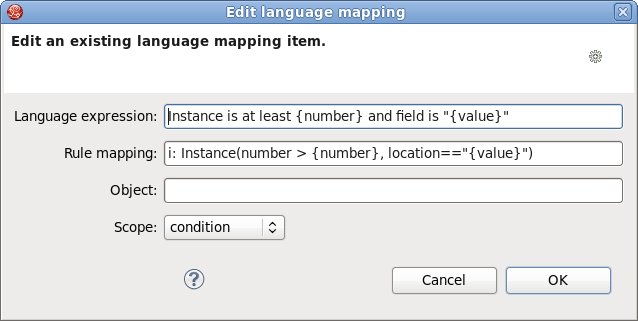 Edit language mapping
Edit an existing language mapping item.
Language expression: Instance is at least {number} and field is "{value}"
Rule mapping: i: Instance(number > {number}, location=="{value}")
Object:
Scope: condition
? Cancel OK